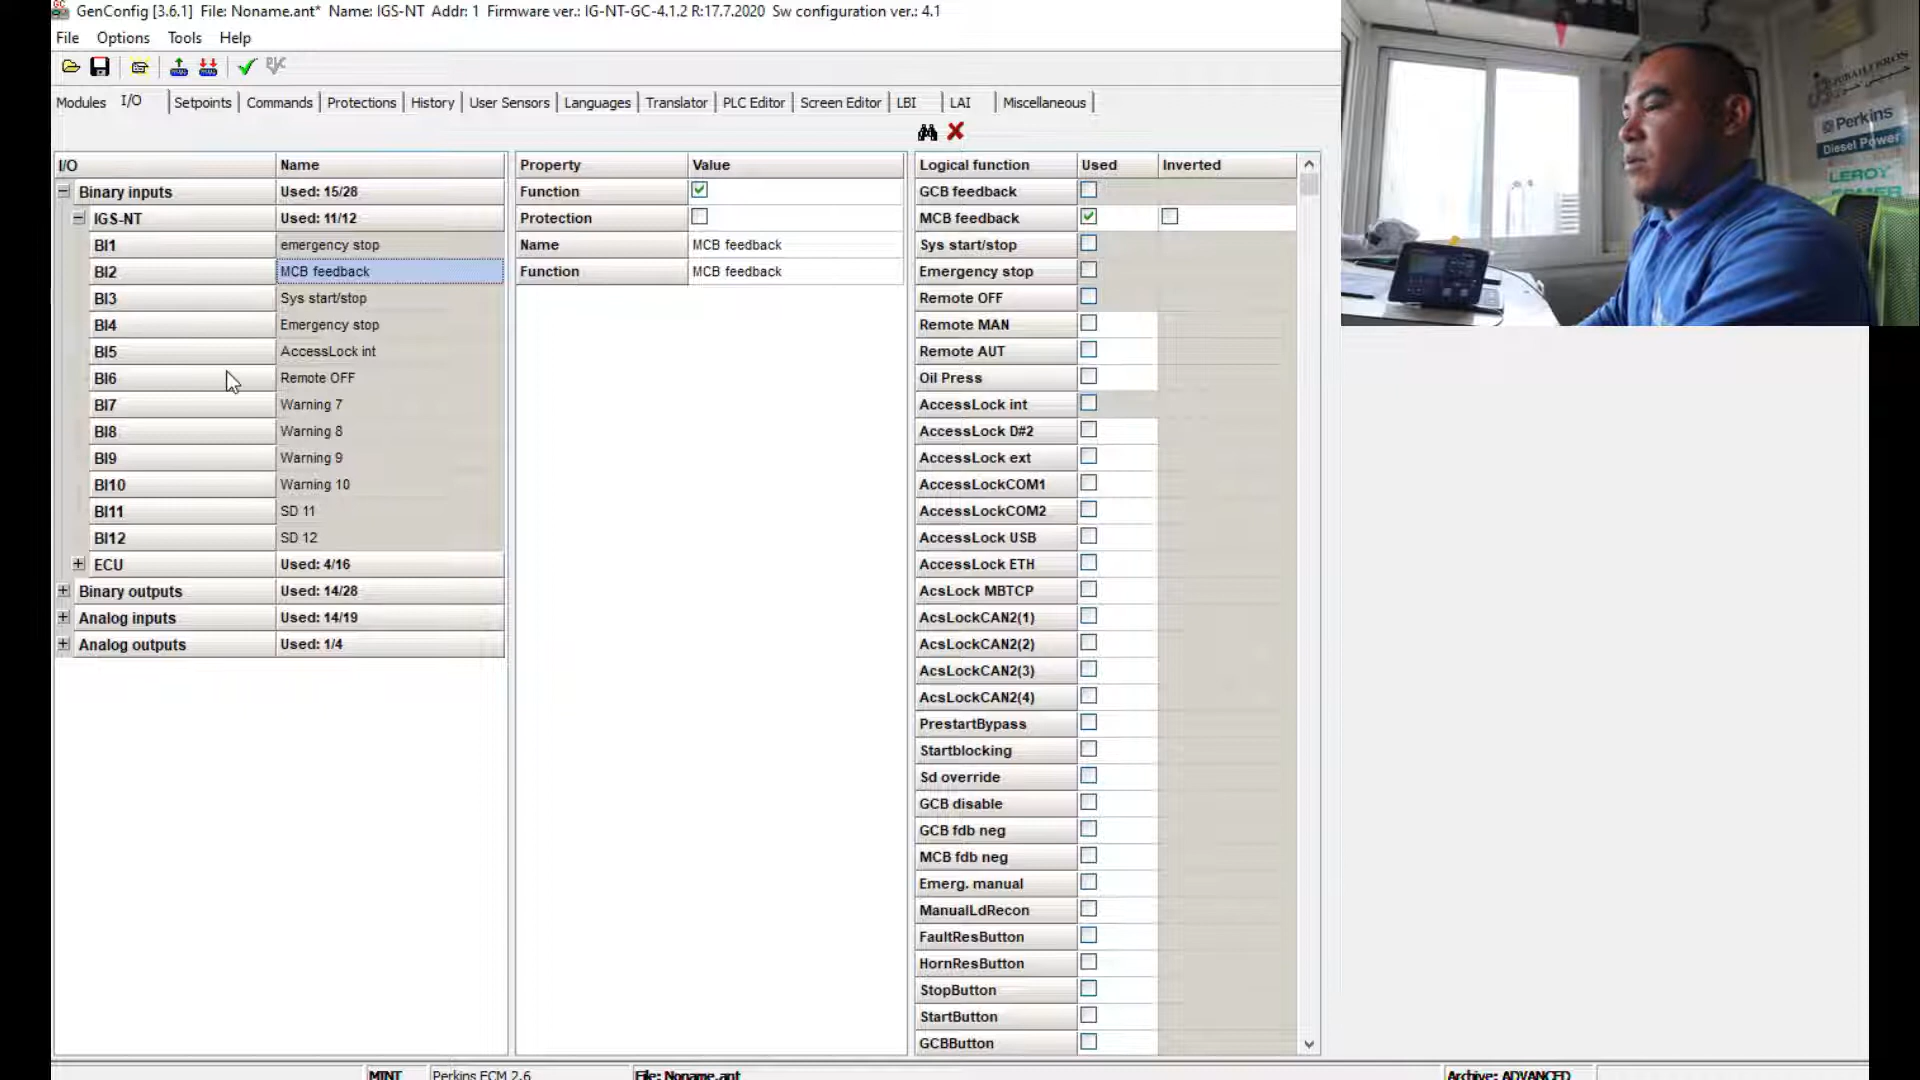 GenConfig [3.6.1] File: Noname.ant* Name: IGS-NT Addr: 1 Firmware ver.: IG-NT-GC-4.1.2 R:17.7.2020 Sw configuration ver.: 4.1
File Options Tools Help
Modules I/O Setpoints Commands Protections History User Sensors Languages Translator PLC Editor Screen Editor LBI LAI Miscellaneous
I/O Name
Binary inputs Used: 15/28
IGS-NT Used: 11/12
BI1 emergency stop
BI2 MCB feedback
BI3 Sys start/stop
BI4 Emergency stop
BI5 AccessLock int
BI6 Remote OFF
BI7 Warning 7
BI8 Warning 8
BI9 Warning 9
BI10 Warning 10
BI11 SD 11
BI12 SD 12
ECU Used: 4/16
Binary outputs Used: 14/28
Analog inputs Used: 14/19
Analog outputs Used: 1/4
Property Value
Function
Protection
Name MCB feedback
Function MCB feedback
Logical function Used Inverted
GCB feedback
MCB feedback
Sys start/stop
Emergency stop
Remote OFF
Remote MAN
Remote AUT
Oil Press
AccessLock int
AccessLock D#2
AccessLock ext
AccessLockCOM1
AccessLockCOM2
AccessLock USB
AccessLock ETH
AcsLock MBTCP
AcsLockCAN2(1)
AcsLockCAN2(2)
AcsLockCAN2(3)
AcsLockCAN2(4)
PrestartBypass
Startblocking
Sd override
GCB disable
GCB fdb neg
MCB fdb neg
Emerg. manual
ManualLdRecon
FaultResButton
HornResButton
StopButton
StartButton
GCBButton
MINT Perkins ECM 2.6 File: Noname.ant Archive: ADVANCED
Perkins
Diesel Power
LEROY